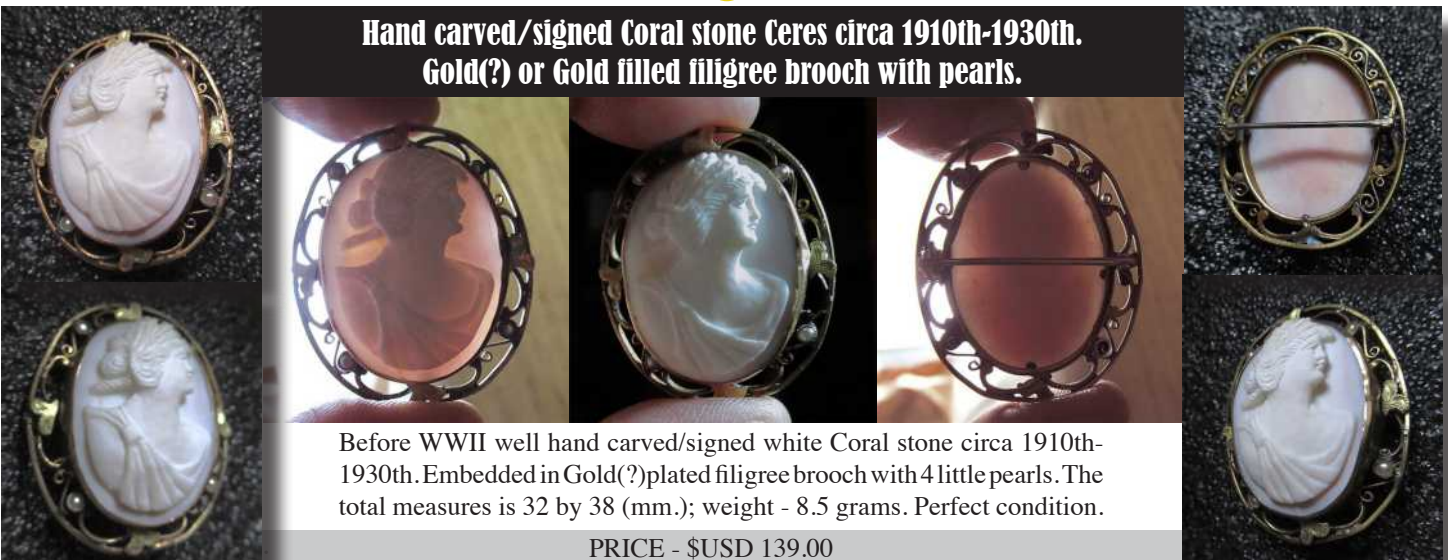 Hand carved/signed Coral stone Ceres circa 1910th-1930th.
Gold(?) or Gold filled filigree brooch with pearls.
Before WWII well hand carved/signed white Coral stone circa 1910th-
1930th. Embedded in Gold(?)plated filigree brooch with 4 little pearls. The
total measures is 32 by 38 (mm.); weight - 8.5 grams. Perfect condition.
PRICE - $USD 139.00